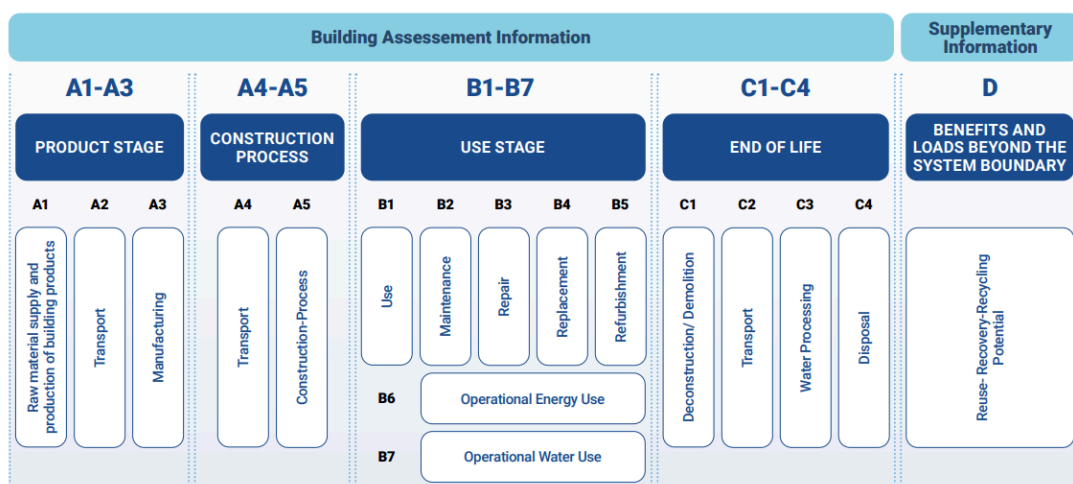 Building Assessement Information
Supplementary
Information
A1-A3
A4-A5
B1-B7
C1-C4
D
PRODUCT STAGE
CONSTRUCTION
PROCESS
USE STAGE
END OF LIFE
BENEFITS AND
LOADS BEYOND THE
SYSTEM BOUNDARY
A1
A2
A3
A4
A5
B1
B2
B3
B4
B5
C1
C2
C3
C4
Raw material supply and
production of building products
Transport
Manufacturing
Transport
Construction-Process
Use
Maintenance
Repair
Replacement
Refurbishment
Deconstruction/ Demolition
Transport
Water Processing
Disposal
Reuse- Recovery-Recycling
Potential
B6
Operational Energy Use
B7
Operational Water Use